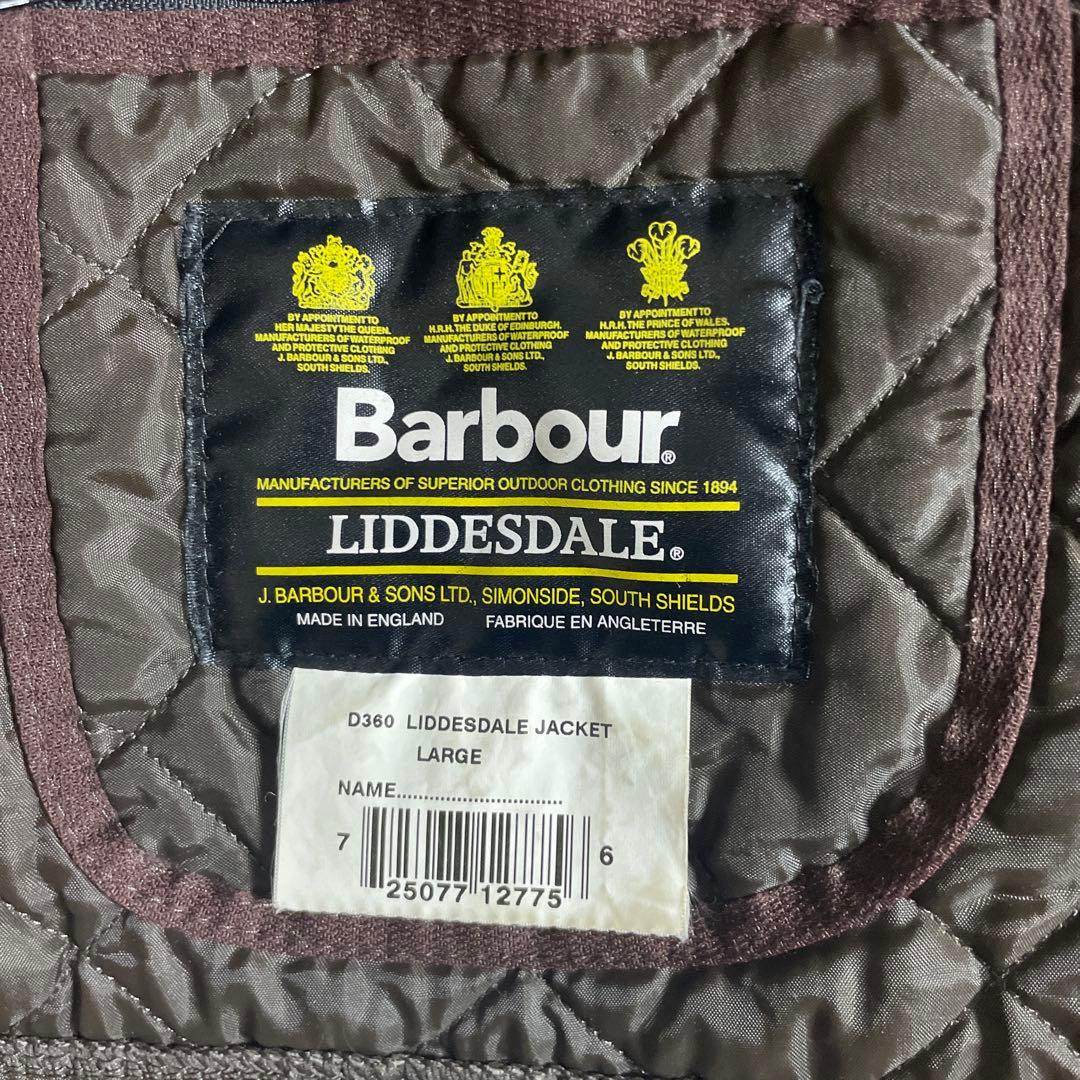 BY APPOINTMENT TO
HER MAJESTY THE QUEEN.
MANUFACTURERS OF WATERPROOF
AND PROTECTIVE CLOTHING
J. BARBOUR & SONS LTD.,
SOUTH SHIELDS.
BY APPOINTMENT TO
H.R.H. THE DUKE OF EDINBURGH.
MANUFACTURERS OF WATERPROOF
AND PROTECTIVE CLOTHING
J. BARBOUR & SONS LTD.,
SOUTH SHIELDS.
BY APPOINTMENT TO
H.R.H. THE PRINCE OF WALES.
MANUFACTURERS OF WATERPROOF
AND PROTECTIVE CLOTHING
J. BARBOUR & SONS LTD.,
SOUTH SHIELDS.
Barbour®
MANUFACTURERS OF SUPERIOR OUTDOOR CLOTHING SINCE 1894
LIDDESDALE®
J. BARBOUR & SONS LTD., SIMONSIDE, SOUTH SHIELDS
MADE IN ENGLAND FABRIQUE EN ANGLETERRE
D360 LIDDESDALE JACKET
LARGE
NAME................................
7 25077 12775 6